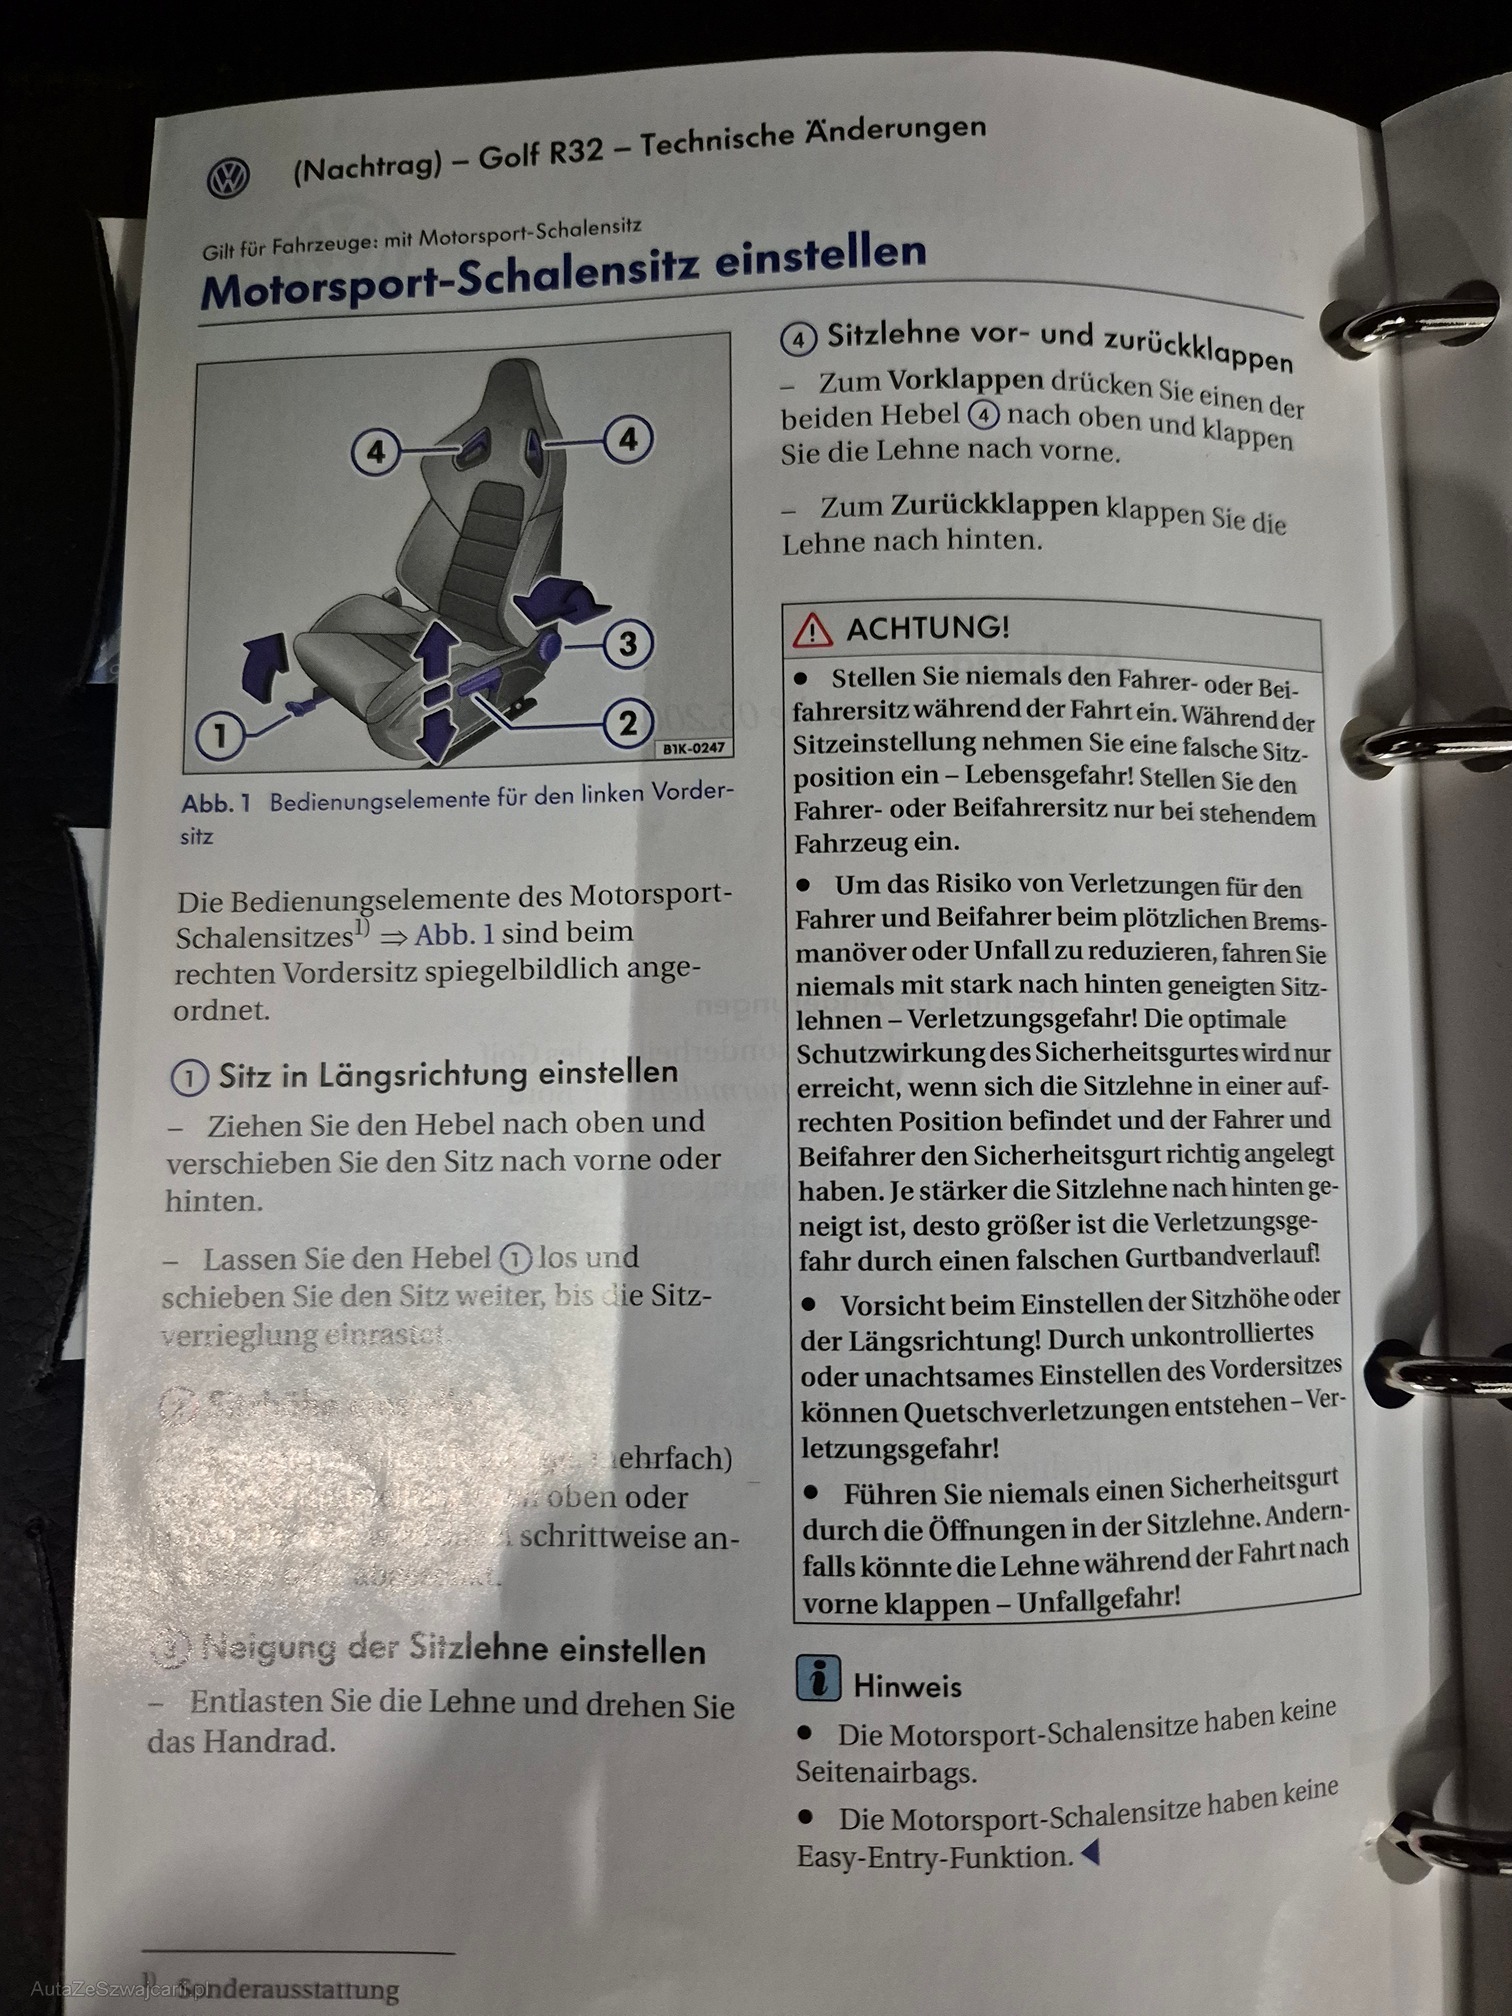 (Nachtrag) – Golf R32 – Technische Änderungen
Gilt für Fahrzeuge: mit Motorsport-Schalensitz
Motorsport-Schalensitz einstellen
4
4
3
2
1
B1K-0247
Abb. 1 Bedienungselemente für den linken Vorder-
sitz
Die Bedienungselemente des Motorsport-
Schalensitzes1) ⇒ Abb. 1 sind beim
rechten Vordersitz spiegelbildlich ange-
ordnet.
1 Sitz in Längsrichtung einstellen
– Ziehen Sie den Hebel nach oben und
verschieben Sie den Sitz nach vorne oder
hinten.
– Lassen Sie den Hebel 1 los und
schieben Sie den Sitz weiter, bis die Sitz-
verrieglung einrastet.
2 Sitzhöhe
oben oder
schrittweise an-
3 Neigung der Sitzlehne einstellen
– Entlasten Sie die Lehne und drehen Sie
das Handrad.
4 Sitzlehne vor- und zurückklappen
– Zum Vorklappen drücken Sie einen der
beiden Hebel 4 nach oben und klappen
Sie die Lehne nach vorne.
– Zum Zurückklappen klappen Sie die
Lehne nach hinten.
ACHTUNG!
• Stellen Sie niemals den Fahrer- oder Bei-
fahrersitz während der Fahrt ein. Während der
Sitzeinstellung nehmen Sie eine falsche Sitz-
position ein – Lebensgefahr! Stellen Sie den
Fahrer- oder Beifahrersitz nur bei stehendem
Fahrzeug ein.
• Um das Risiko von Verletzungen für den
Fahrer und Beifahrer beim plötzlichen Brems-
manöver oder Unfall zu reduzieren, fahren Sie
niemals mit stark nach hinten geneigten Sitz-
lehnen – Verletzungsgefahr! Die optimale
Schutzwirkung des Sicherheitsgurtes wird nur
erreicht, wenn sich die Sitzlehne in einer auf-
rechten Position befindet und der Fahrer und
Beifahrer den Sicherheitsgurt richtig angelegt
haben. Je stärker die Sitzlehne nach hinten ge-
neigt ist, desto größer ist die Verletzungsge-
fahr durch einen falschen Gurtbandverlauf!
• Vorsicht beim Einstellen der Sitzhöhe oder
der Längsrichtung! Durch unkontrolliertes
oder unachtsames Einstellen des Vordersitzes
können Quetschverletzungen entstehen – Ver-
letzungsgefahr!
• Führen Sie niemals einen Sicherheitsgurt
durch die Öffnungen in der Sitzlehne. Andern-
falls könnte die Lehne während der Fahrt nach
vorne klappen – Unfallgefahr!
Hinweis
• Die Motorsport-Schalensitze haben keine
Seitenairbags.
• Die Motorsport-Schalensitze haben keine
Easy-Entry-Funktion.
1) Sonderausstattung
AutaZeSzwajcarii.pl